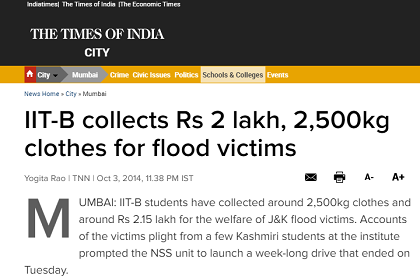 Indiatimes| The Times of India |The Economic Times
THE TIMES OF INDIA
CITY
City Mumbai Crime Civic Issues Politics Schools & Colleges Events
News Home » City » Mumbai
IIT-B collects Rs 2 lakh, 2,500kg
clothes for flood victims
Yogita Rao | TNN | Oct 3, 2014, 11.38 PM IST
A- A+
MUMBAI: IIT-B students have collected around 2,500kg clothes and
around Rs 2.15 lakh for the welfare of J&K flood victims. Accounts
of the victims plight from a few Kashmiri students at the institute
prompted the NSS unit to launch a week-long drive that ended on
Tuesday.